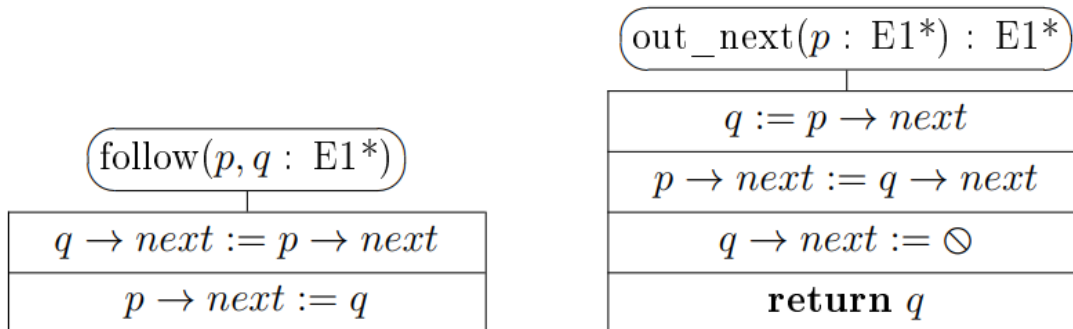 follow(p, q : E1*)
q → next := p → next
p → next := q
out_next(p : E1*) : E1*
q := p → next
p → next := q → next
q → next := ⦸
return q